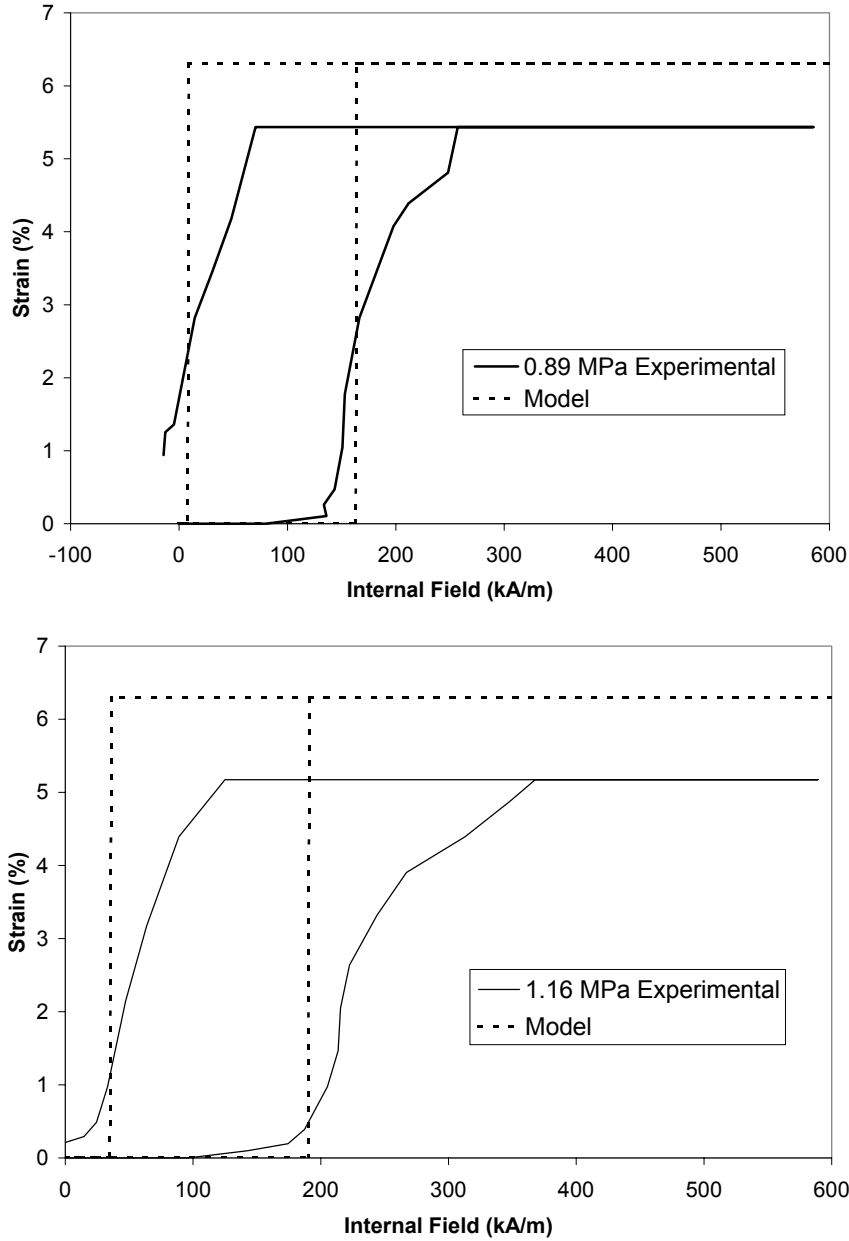 7
6
5
4
3
2
1
0
Strain (%)
0.89 MPa Experimental
Model
-100 0 100 200 300 400 500 600
Internal Field (kA/m)
7
6
5
4
3
2
1
0
Strain (%)
1.16 MPa Experimental
Model
0 100 200 300 400 500 600
Internal Field (kA/m)